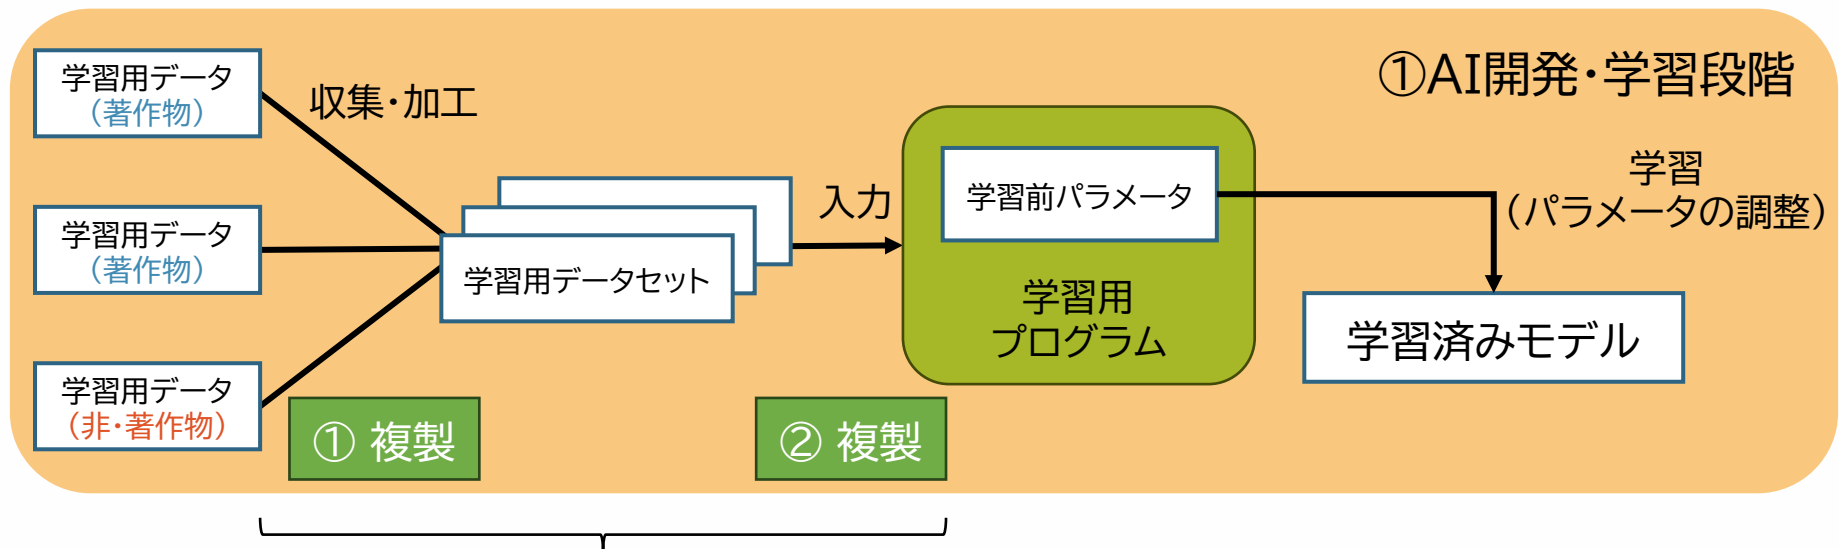 ①AI開発・学習段階
学習用データ
（著作物）
収集・加工
学習用データ
（著作物）
学習用データ
（非・著作物）
学習用データセット
入力
学習前パラメータ
学習用
プログラム
学習
（パラメータの調整）
学習済みモデル
① 複製
② 複製